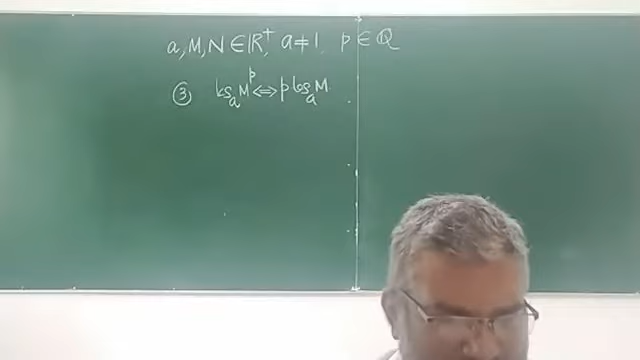 a, M, N ∈ ℝ⁺, a ≠ 1, p ∈ ℚ
③ logₐ Mᵖ ⇔ p logₐ M